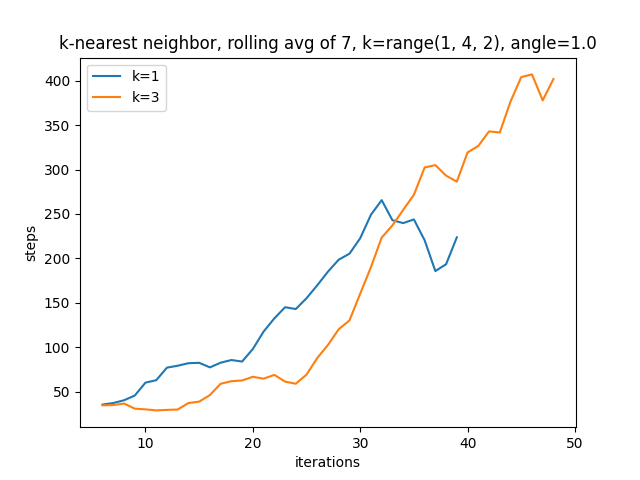 k-nearest neighbor, rolling avg of 7, k=range(1, 4, 2), angle=1.0
k=1
k=3
400
350
300
250
200
150
100
50
steps
10
20
30
40
50
iterations